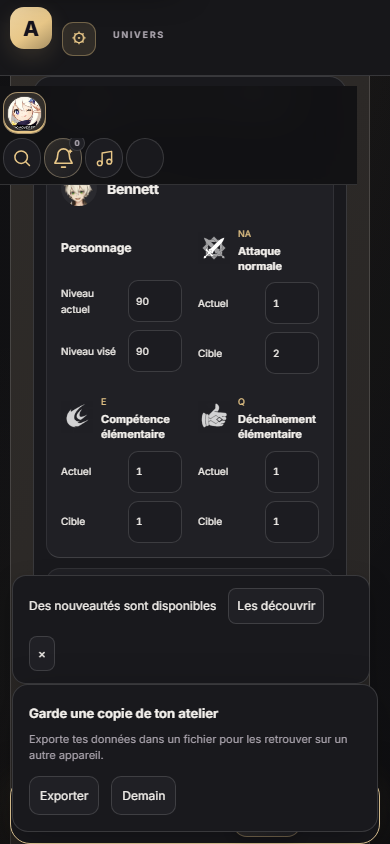 A
UNIVERS
0
Bennett
Personnage
NA
Attaque
normale
Niveau
actuel
90
Actuel
1
Niveau visé
90
Cible
2
E
Compétence
élémentaire
Q
Déchaînement
élémentaire
Actuel
1
Actuel
1
Cible
1
Cible
1
Des nouveautés sont disponibles
Les découvrir
×
Garde une copie de ton atelier
Exporte tes données dans un fichier pour les retrouver sur un
autre appareil.
Exporter
Demain